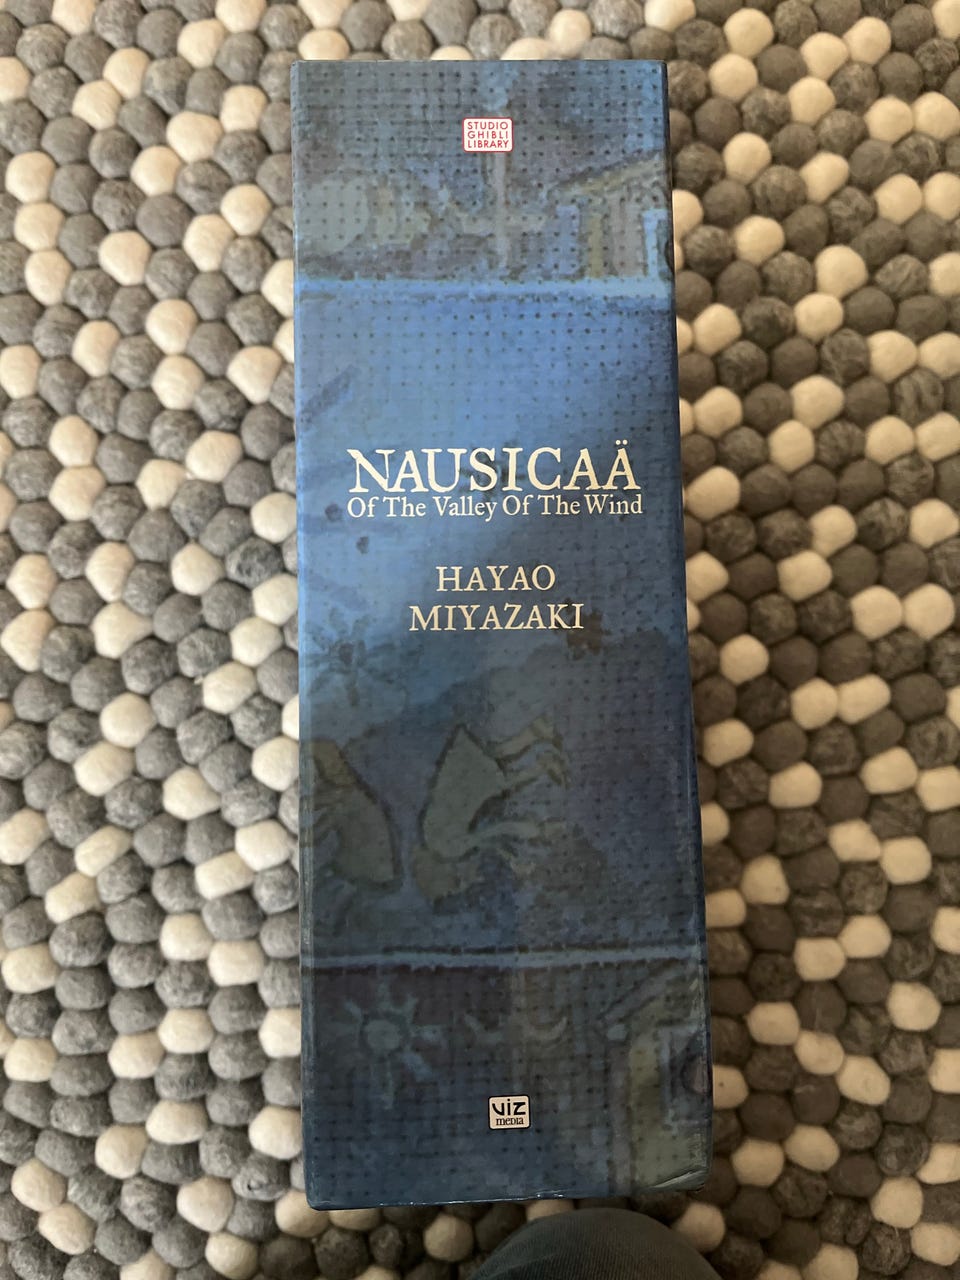 STUDIO
GHIBLI
LIBRARY
NAUSICAÄ
Of The Valley Of The Wind
HAYAO
MIYAZAKI
viz
media